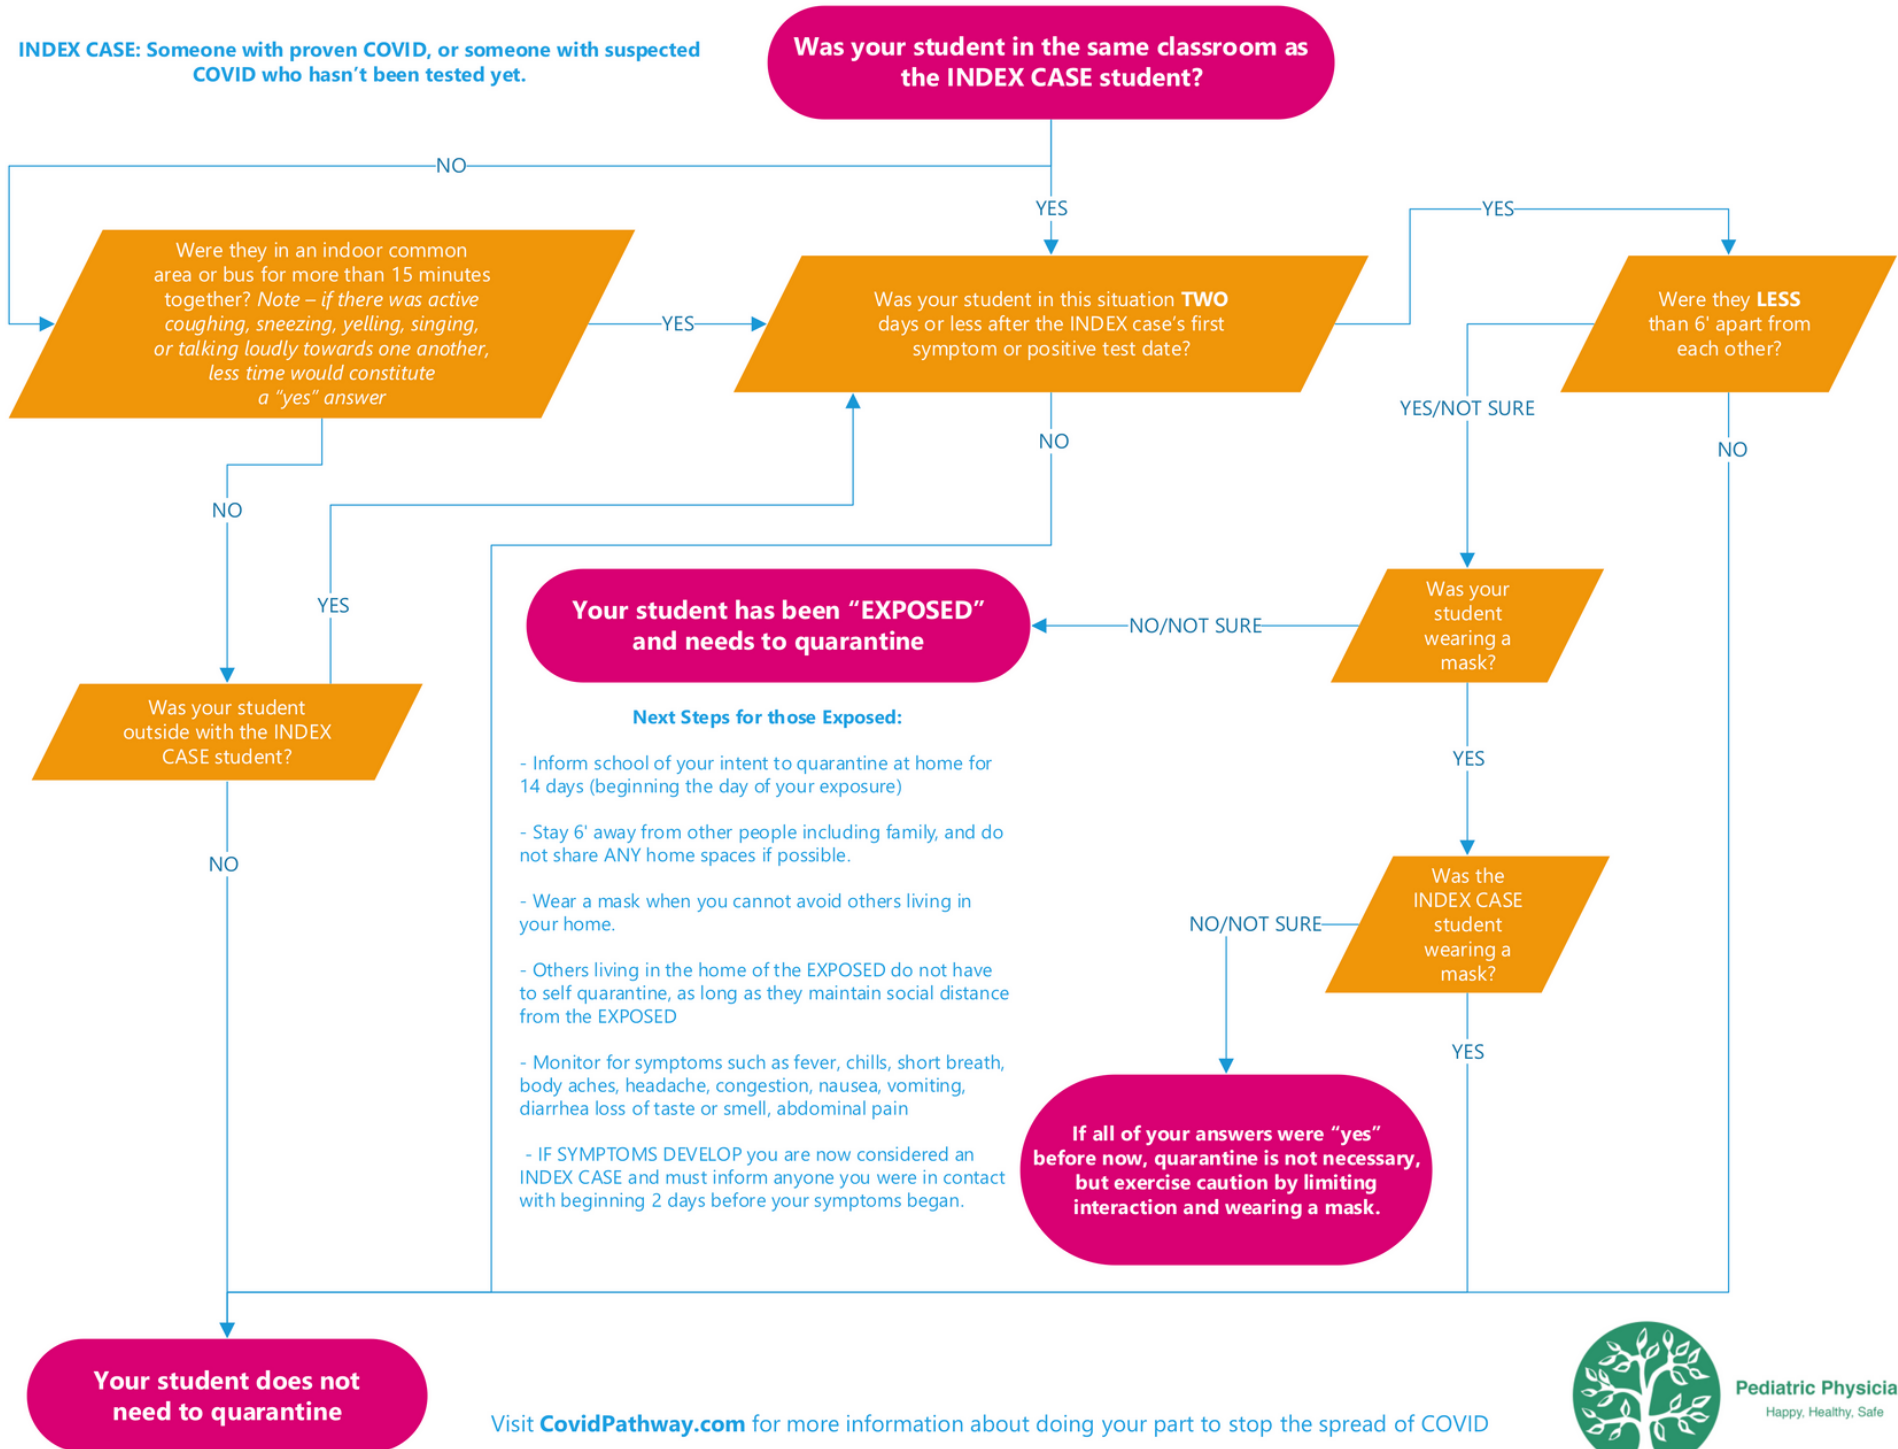 INDEX CASE: Someone with proven COVID, or someone with suspected
COVID who hasn't been tested yet.
Was your student in the same classroom as
the INDEX CASE student?
NO
YES
YES
Were they in an indoor common
area or bus for more than 15 minutes
together? Note – if there was active
coughing, sneezing, yelling, singing,
or talking loudly towards one another,
less time would constitute
a "yes" answer
YES
Was your student in this situation TWO
days or less after the INDEX case's first
symptom or positive test date?
Were they LESS
than 6' apart from
each other?
YES/NOT SURE
NO
NO
NO
YES
Was your student
outside with the INDEX
CASE student?
NO
Your student has been “EXPOSED”
and needs to quarantine
NO/NOT SURE
Was your
student
wearing a
mask?
YES
Next Steps for those Exposed:
- Inform school of your intent to quarantine at home for
14 days (beginning the day of your exposure)
- Stay 6' away from other people including family, and do
not share ANY home spaces if possible.
- Wear a mask when you cannot avoid others living in
your home.
- Others living in the home of the EXPOSED do not have
to self quarantine, as long as they maintain social distance
from the EXPOSED
- Monitor for symptoms such as fever, chills, short breath,
body aches, headache, congestion, nausea, vomiting,
diarrhea loss of taste or smell, abdominal pain
- IF SYMPTOMS DEVELOP you are now considered an
INDEX CASE and must inform anyone you were in contact
with beginning 2 days before your symptoms began.
Was the
INDEX CASE
student
wearing a
mask?
NO/NOT SURE
YES
If all of your answers were “yes”
before now, quarantine is not necessary,
but exercise caution by limiting
interaction and wearing a mask.
Your student does not
need to quarantine
Visit CovidPathway.com for more information about doing your part to stop the spread of COVID
Pediatric Physicia
Happy, Healthy, Safe